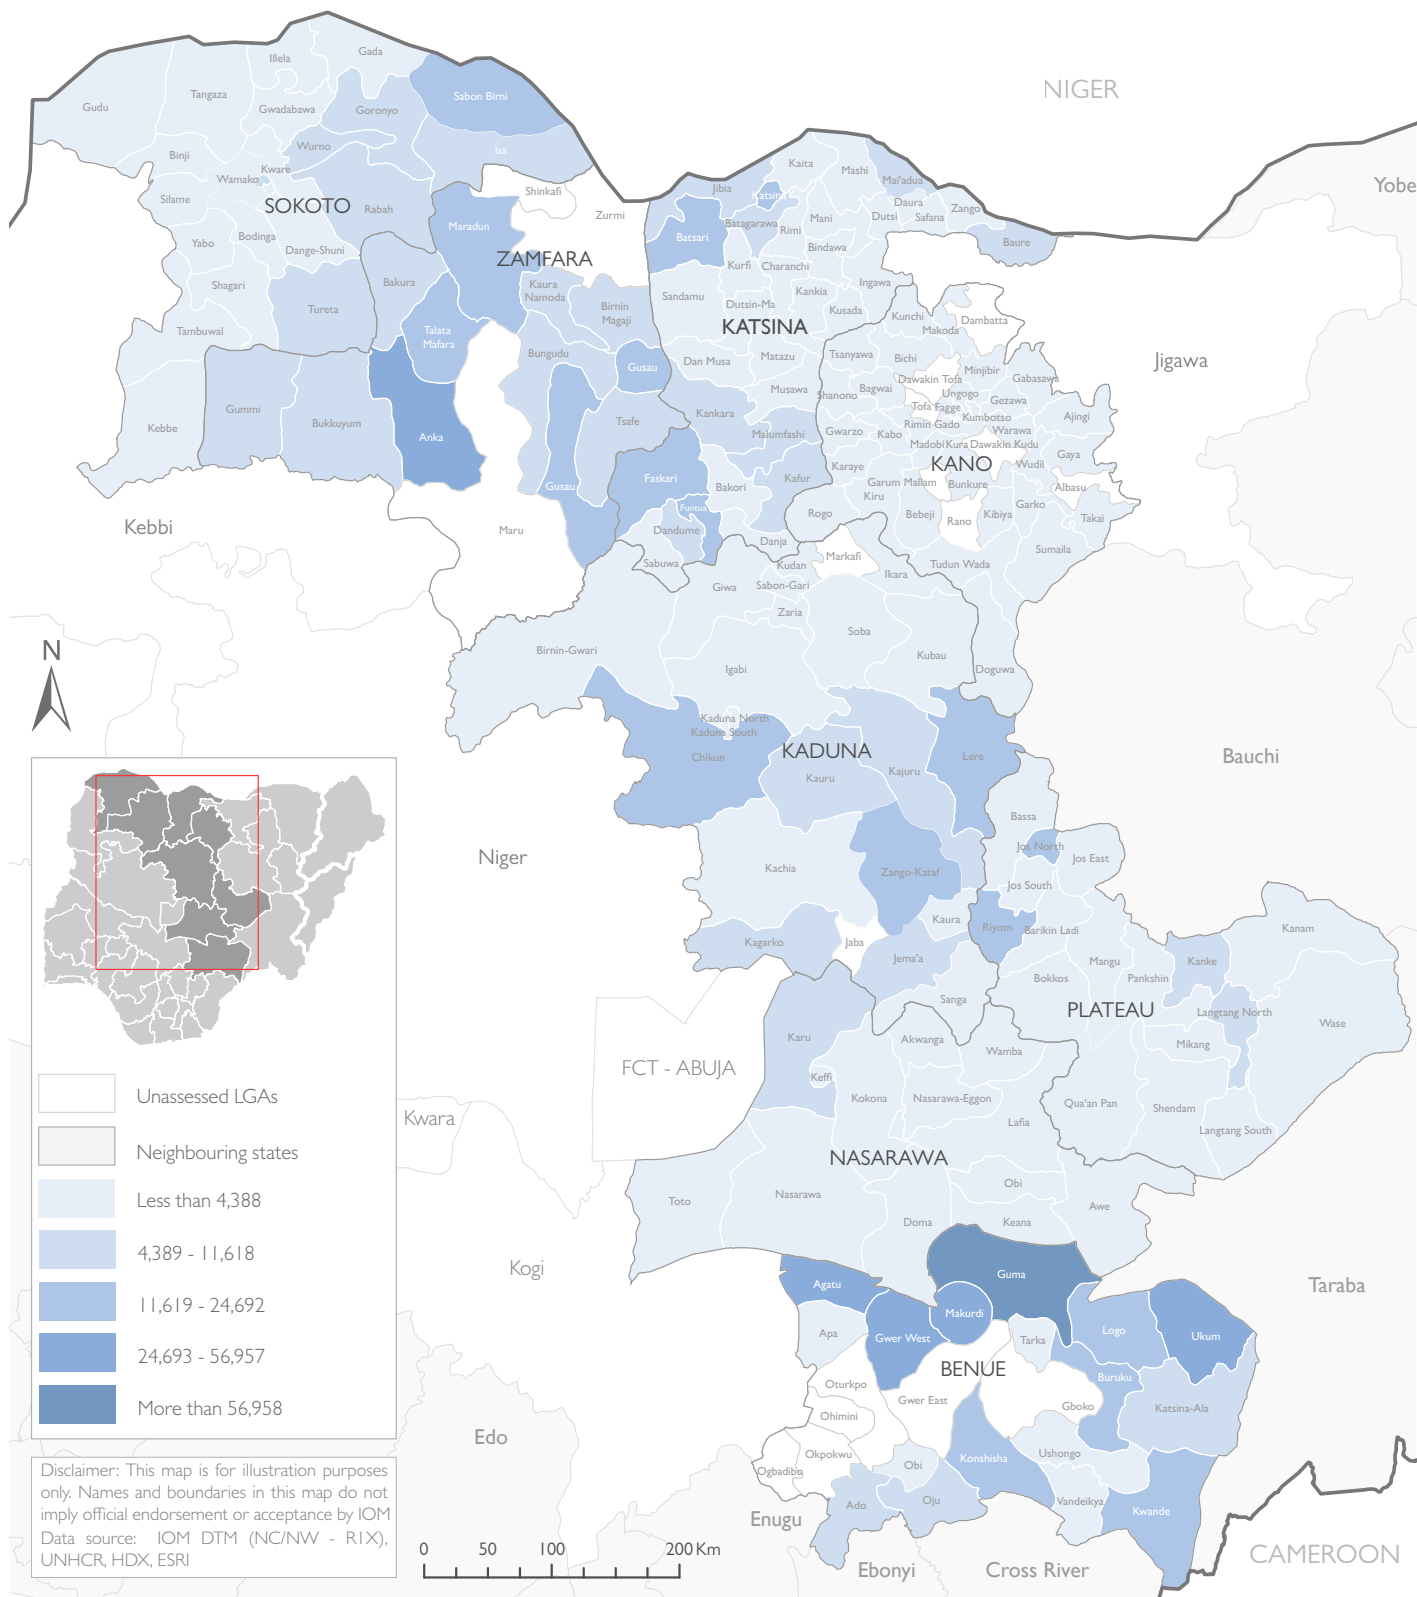 NIGER
Yobe
Gada
Illela
Sabon Birni
Tangaza
Gudu
Gwadabawa
Goronyo
Wurno
Isa
Binji
Kware
Wamako
Silame
SOKOTO
Rabah
Bodinga
Yabo
Dange-Shuni
Shagari
Tureta
Tambuwal
Kebbe
Shinkafi
Zurmi
Maradun
ZAMFARA
Bakura
Kaura
Namoda
Birnin
Magaji
Talata
Mafara
Bungudu
Gusau
Gummi
Bukkuyum
Anka
Tsafe
Gusau
Maru
Kebbi
Kaita
Mashi
Mai'adua
Jibia
Katsina
Daura
Zango
Dutsi
Safana
Batagarawa
Rimi
Mani
Batsari
Bindawa
Baure
Kurfi
Charanchi
Ingawa
Sandamu
Dutsin-Ma
Kankia
Kusada
KATSINA
Dan Musa
Matazu
Musawa
Kankara
Malumfashi
Faskari
Bakori
Kafur
Funtua
Dandume
Danja
Sabuwa
Kunchi
Makoda
Dambatta
Tsanyawa
Bichi
Jigawa
Dawakin Tofa
Minjibir
Gabasawa
Shanono
Bagwai
Ungogo
Gezawa
Tofa Fagge
Kumbotso
Ajingi
Gwarzo
Kabo
Rimin Gado
Warawa
Madobi Kura Dawakin Kudu
Gaya
Karaye
KANO
Wudil
Garum Mallam
Bunkure
Albasu
Kiru
Rogo
Bebeji
Rano
Kibiya
Garko
Takai
Sumaila
Tudun Wada
Doguwa
Markafi
Kudan
Ikara
Giwa
Sabon-Gari
Zaria
Soba
Birnin-Gwari
Igabi
Kubau
Kaduna North
Kaduna South
KADUNA
Chikun
Kauru
Kajuru
Lere
Bauchi
Niger
Kachia
Zango-Kataf
Kaura
Kagarko
Jaba
Jema'a
Sanga
Bassa
Jos North
Jos East
Jos South
Riyom
Barikin Ladi
Kanam
Mangu
Kanke
Bokkos
Pankshin
PLATEAU
Langtang North
Wase
Mikang
Qua'an Pan
Shendam
Langtang South
FCT - ABUJA
Karu
Akwanga
Wamba
Keffi
Kokona
Nasarawa-Eggon
Lafia
NASARAWA
Toto
Nasarawa
Obi
Doma
Keana
Awe
Kwara
Kogi
Taraba
Guma
Agatu
Makurdi
Apa
Gwer West
Tarka
Logo
Ukum
BENUE
Buruku
Oturkpo
Gwer East
Gboko
Katsina-Ala
Ohimini
Okpokwu
Ogbadibo
Obi
Konshisha
Ushongo
Ado
Oju
Vandeikya
Kwande
Edo
Enugu
Ebonyi
Cross River
CAMEROON
N
Unassessed LGAs
Neighbouring states
Less than 4,388
4,389 - 11,618
11,619 - 24,692
24,693 - 56,957
More than 56,958
Disclaimer: This map is for illustration purposes
only. Names and boundaries in this map do not
imply official endorsement or acceptance by IOM
Data source: IOM DTM (NC/NW - R1X),
UNHCR, HDX, ESRI
0 50 100 200 Km